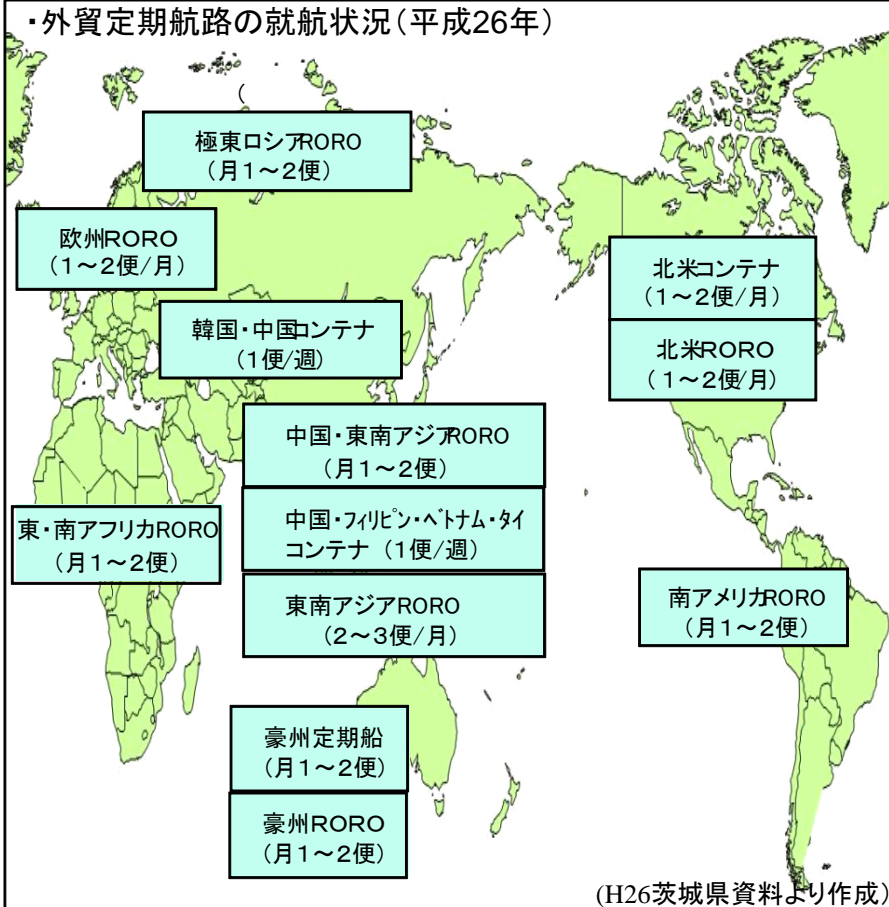 ・外貿定期航路の就航状況(平成26年)
(
極東ロシアRORO
(月1～2便)
欧州RORO
(1～2便/月)
北米コンテナ
(1～2便/月)
韓国・中国コンテナ
(1便/週)
北米RORO
(1～2便/月)
中国・東南アジアRORO
(月1～2便)
中国・フィリピン・ベトナム・タイ
コンテナ (1便/週)
東・南アフリカRORO
(月1～2便)
東南アジアRORO
(2～3便/月)
南アメリカRORO
(月1～2便)
豪州定期船
(月1～2便)
豪州RORO
(月1～2便)
(H26茨城県資料より作成)